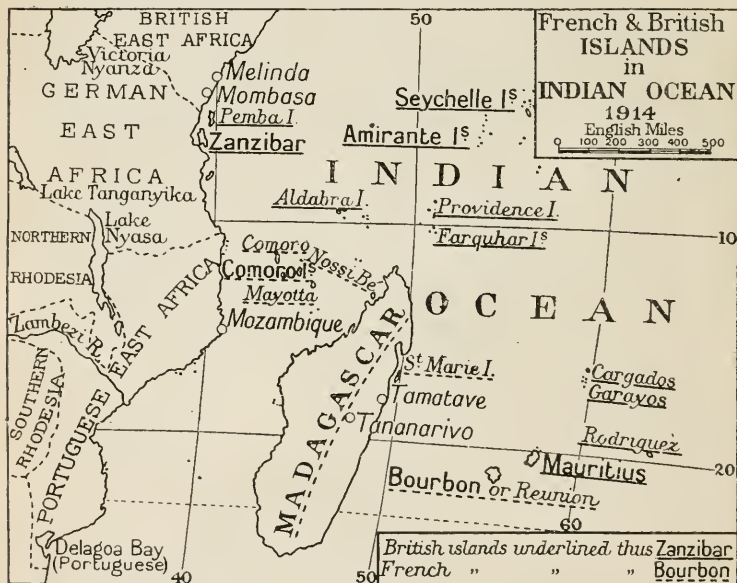 French & British
ISLANDS
in
INDIAN OCEAN
1914
English Miles
0 100 200 300 400 500
50
BRITISH
EAST AFRICA
Victoria
Nyanza
Melinda
Mombasa
Pemba I.
Zanzibar
GERMAN
EAST
AFRICA
Lake Tanganyika
Seychelle Is
Amirante Is
INDIAN
Aldabra I.
Providence I.
Farquhar Is
10
NORTHERN
RHODESIA
Lake
Nyasa
Comoro
Comoro Is
Mayotta
Nossi Be
OCEAN
Mozambique
Zambezi R.
PORTUGUESE EAST AFRICA
SOUTHERN
RHODESIA
MADAGASCAR
St Marie I.
Tamatave
Tananarivo
Cargados
Garayos
Rodriguez
Mauritius
20
Bourbon or Reunion
60
Delagoa Bay
(Portuguese)
40
50
British islands underlined thus Zanzibar
French „ „ „ Bourbon